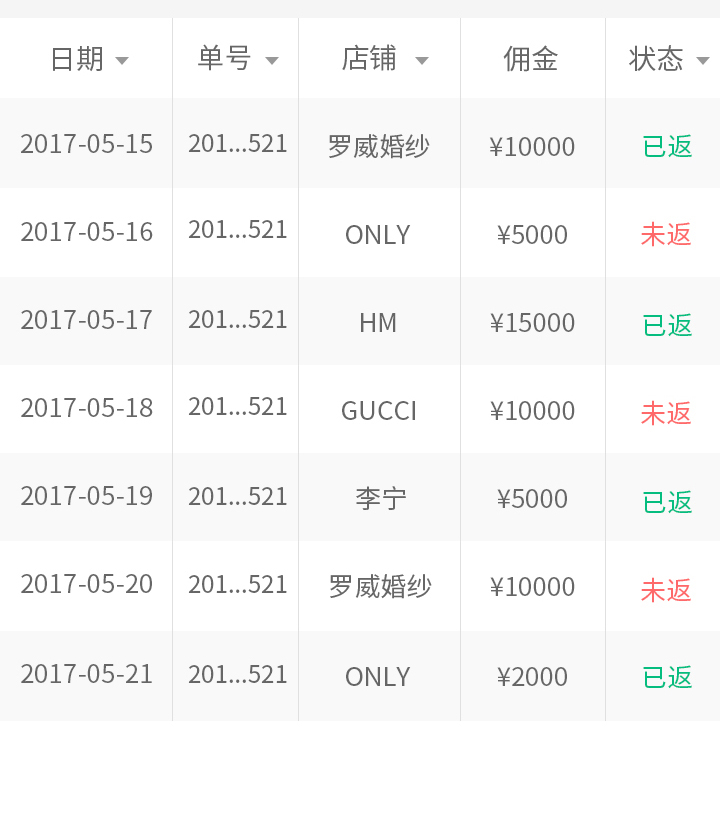 日期 单号 店铺 佣金 状态
2017-05-15 201...521 罗威婚纱 ¥10000 已返
2017-05-16 201...521 ONLY ¥5000 未返
2017-05-17 201...521 HM ¥15000 已返
2017-05-18 201...521 GUCCI ¥10000 未返
2017-05-19 201...521 李宁 ¥5000 已返
2017-05-20 201...521 罗威婚纱 ¥10000 未返
2017-05-21 201...521 ONLY ¥2000 已返